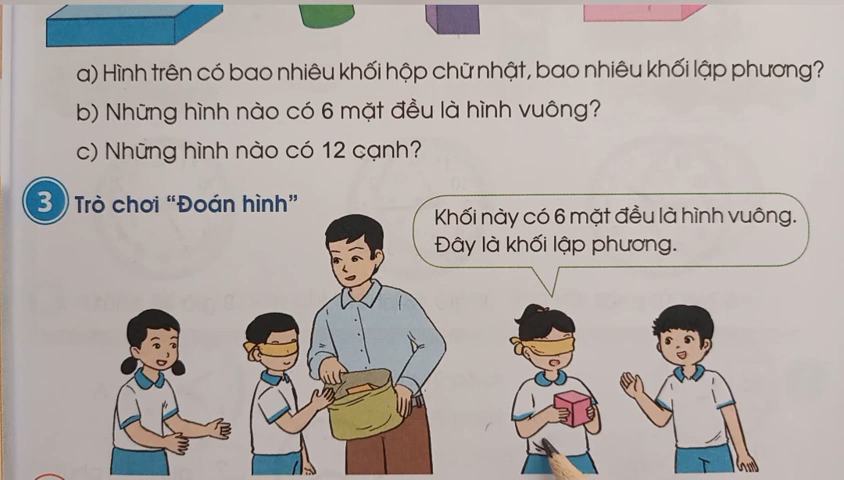 a) Hình trên có bao nhiêu khối hộp chữ nhật, bao nhiêu khối lập phương?
b) Những hình nào có 6 mặt đều là hình vuông?
c) Những hình nào có 12 cạnh?
3 Trò chơi “Đoán hình”
Khối này có 6 mặt đều là hình vuông.
Đây là khối lập phương.